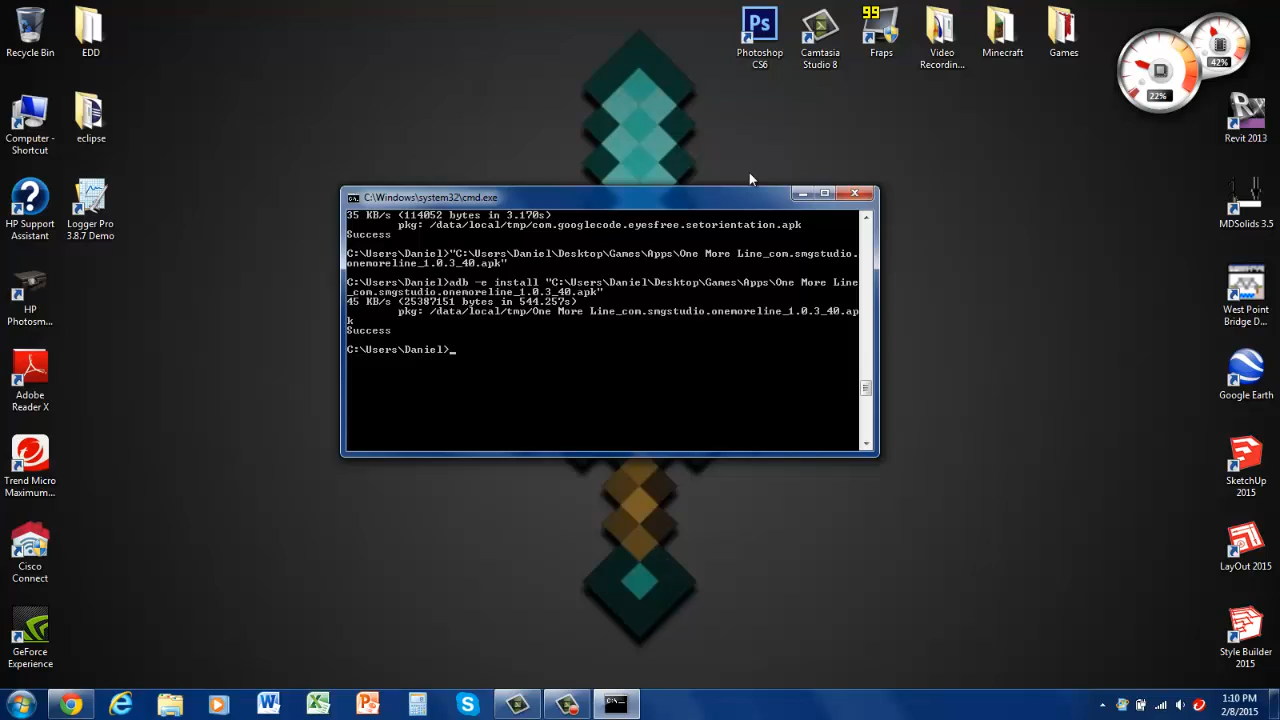 Recycle Bin
EDD
Photoshop CS6
Camtasia Studio 8
99
Fraps
Video Recordin...
Minecraft
Games
42%
22%
Computer - Shortcut
eclipse
Revit 2013
HP Support Assistant
Logger Pro 3.8.7 Demo
MDSolids 3.5
HP Photosm...
West Point Bridge D...
Adobe Reader X
Google Earth
Trend Micro Maximum...
SketchUp 2015
Cisco Connect
LayOut 2015
GeForce Experience
Style Builder 2015
C:\Windows\system32\cmd.exe
35 KB/s (114052 bytes in 3.170s)
pkg: /data/local/tmp/com.googlecode.eyesfree.setorientation.apk
Success
C:\Users\Daniel>"C:\Users\Daniel\Desktop\Games\Apps\One More Line_com.smgstudio.
onemoreline_1.0.3_40.apk"
C:\Users\Daniel>adb -e install "C:\Users\Daniel\Desktop\Games\Apps\One More Line
_com.smgstudio.onemoreline_1.0.3_40.apk"
45 KB/s (25387151 bytes in 544.257s)
pkg: /data/local/tmp/One More Line_com.smgstudio.onemoreline_1.0.3_40.ap
k
Success
C:\Users\Daniel>_
1:10 PM
2/8/2015